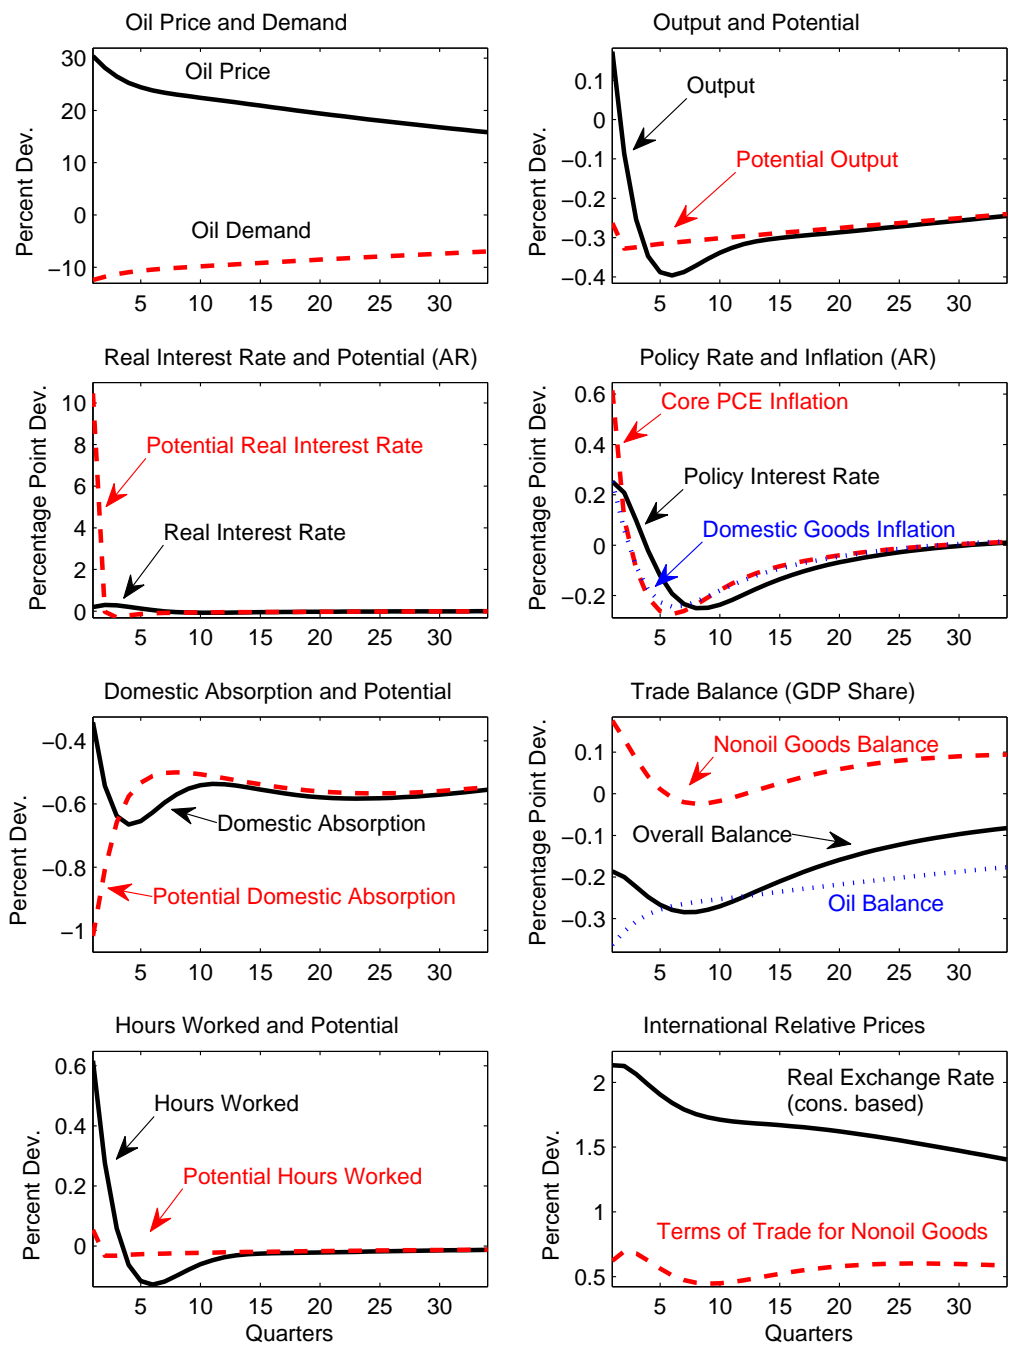 Oil Price and Demand
Percent Dev.
30
20
10
0
−10
Oil Price
Oil Demand
5 10 15 20 25 30
Output and Potential
Percent Dev.
0.1
0
−0.1
−0.2
−0.3
−0.4
Output
Potential Output
5 10 15 20 25 30
Real Interest Rate and Potential (AR)
Percentage Point Dev.
10
8
6
4
2
0
Potential Real Interest Rate
Real Interest Rate
5 10 15 20 25 30
Policy Rate and Inflation (AR)
Percentage Point Dev.
0.6
0.4
0.2
0
−0.2
Core PCE Inflation
Policy Interest Rate
Domestic Goods Inflation
5 10 15 20 25 30
Domestic Absorption and Potential
Percent Dev.
−0.4
−0.6
−0.8
−1
Domestic Absorption
Potential Domestic Absorption
5 10 15 20 25 30
Trade Balance (GDP Share)
Percentage Point Dev.
0.1
0
−0.1
−0.2
−0.3
Nonoil Goods Balance
Overall Balance
Oil Balance
5 10 15 20 25 30
Hours Worked and Potential
Percent Dev.
0.6
0.4
0.2
0
Hours Worked
Potential Hours Worked
5 10 15 20 25 30
Quarters
International Relative Prices
Percent Dev.
2
1.5
1
0.5
Real Exchange Rate
(cons. based)
Terms of Trade for Nonoil Goods
5 10 15 20 25 30
Quarters